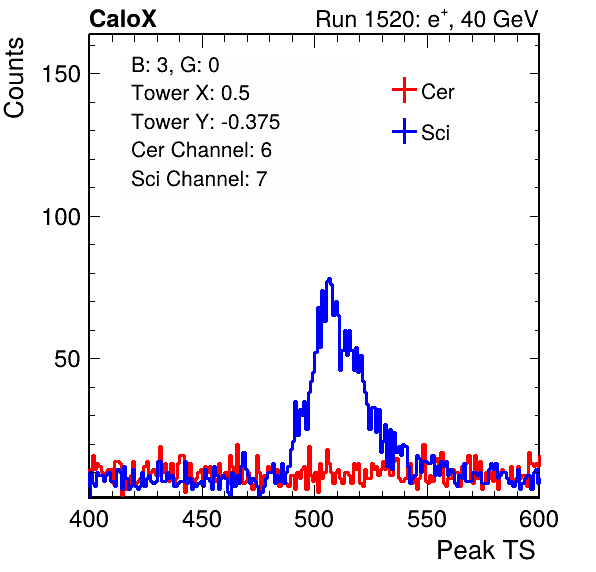 CaloX Run 1520: e+, 40 GeV
Counts
B: 3, G: 0
Tower X: 0.5
Tower Y: -0.375
Cer Channel: 6
Sci Channel: 7
Cer
Sci
150
100
50
400 450 500 550 600
Peak TS